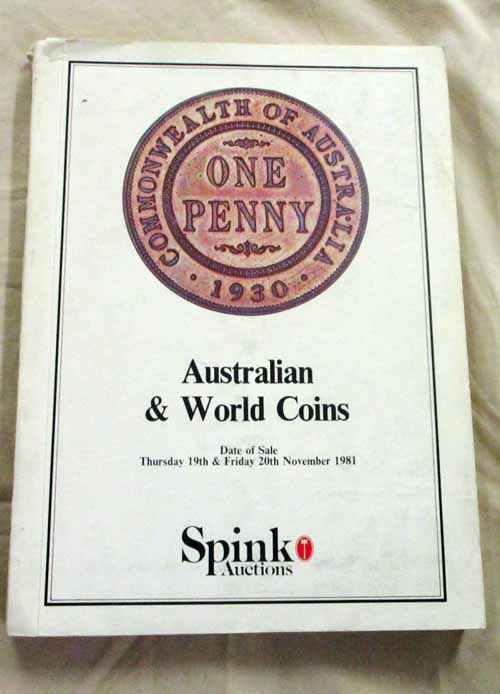 COMMONWEALTH OF AUSTRALIA
ONE
PENNY
· 1930 ·
Australian
& World Coins
Date of Sale
Thursday 19th & Friday 20th November 1981
Spink
Auctions